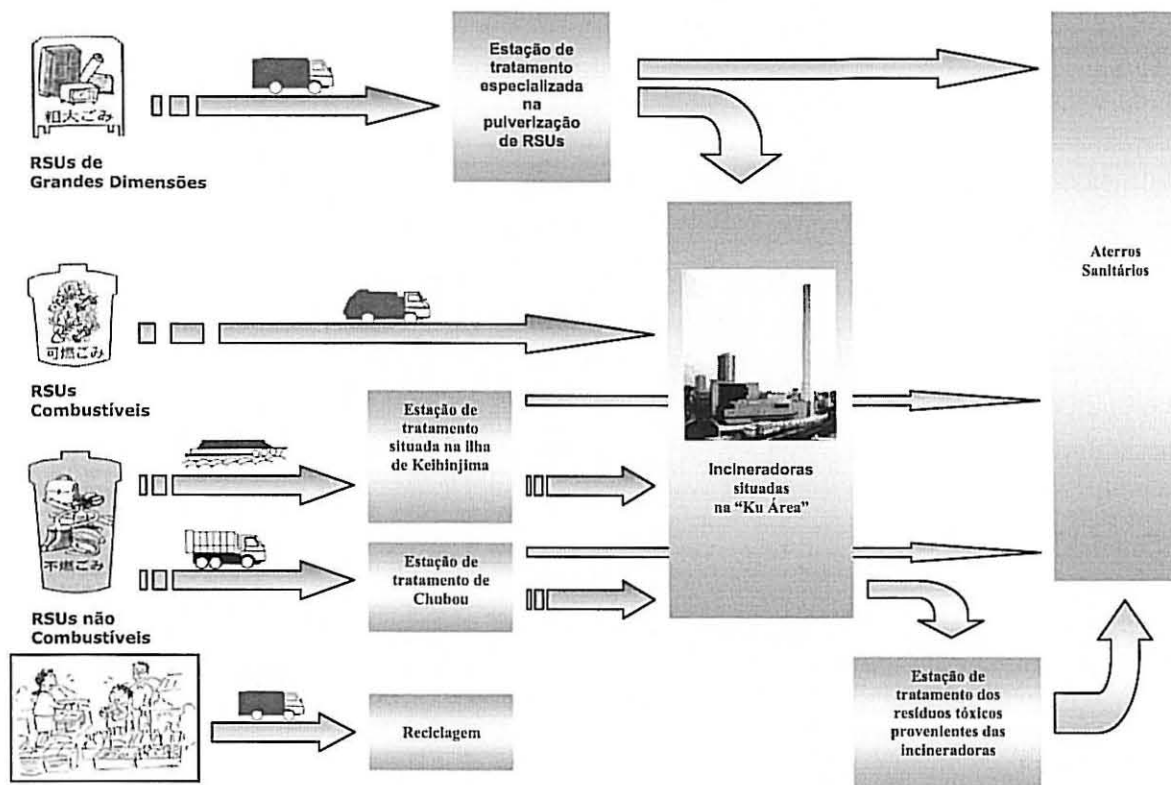 Estação de
tratamento
especializada
na
pulverização
de RSUs
粗大ごみ
RSUs de
Grandes Dimensões
Aterros
Sanitários
可燃ごみ
RSUs
Combustíveis
Estação de
tratamento
situada na ilha
de Keihinjima
Incineradoras
situadas
na “Ku Área”
不燃ごみ
RSUs não
Combustíveis
Estação de
tratamento de
Chubou
Reciclagem
Estação de
tratamento dos
resíduos tóxicos
provenientes das
incineradoras